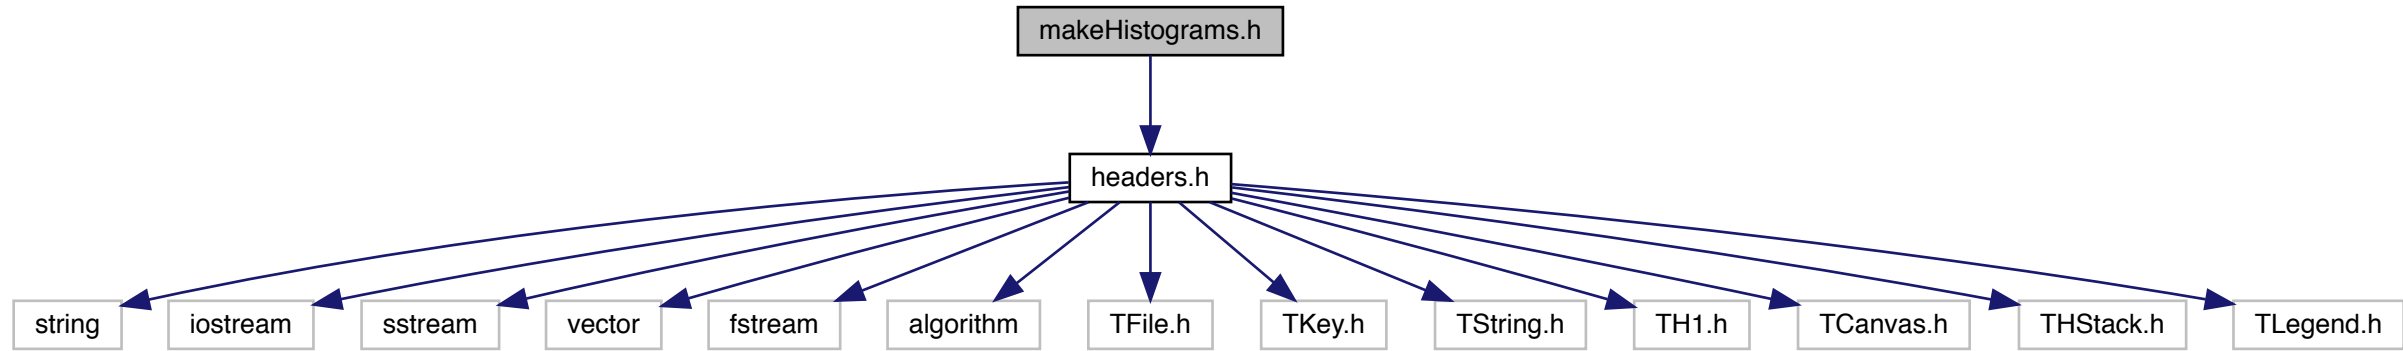 makeHistograms.h
headers.h
string
iostream
sstream
vector
fstream
algorithm
TFile.h
TKey.h
TString.h
TH1.h
TCanvas.h
THStack.h
TLegend.h